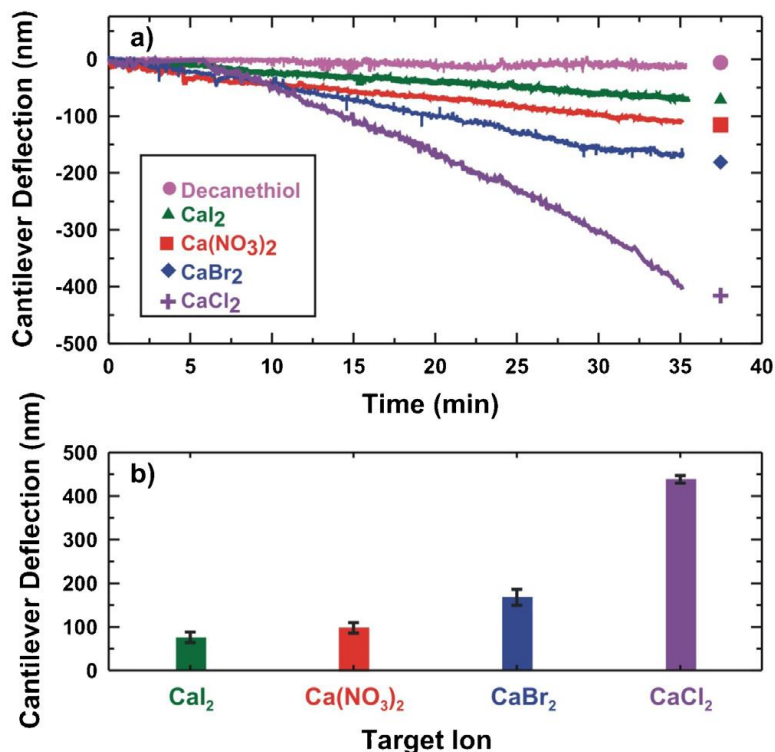 a)
Cantilever Deflection (nm)
0
-100
-200
-300
-400
-500
Decanethiol
CaI2
Ca(NO3)2
CaBr2
CaCl2
0 5 10 15 20 25 30 35 40
Time (min)
b)
Cantilever Deflection (nm)
500
400
300
200
100
0
CaI2 Ca(NO3)2 CaBr2 CaCl2
Target Ion